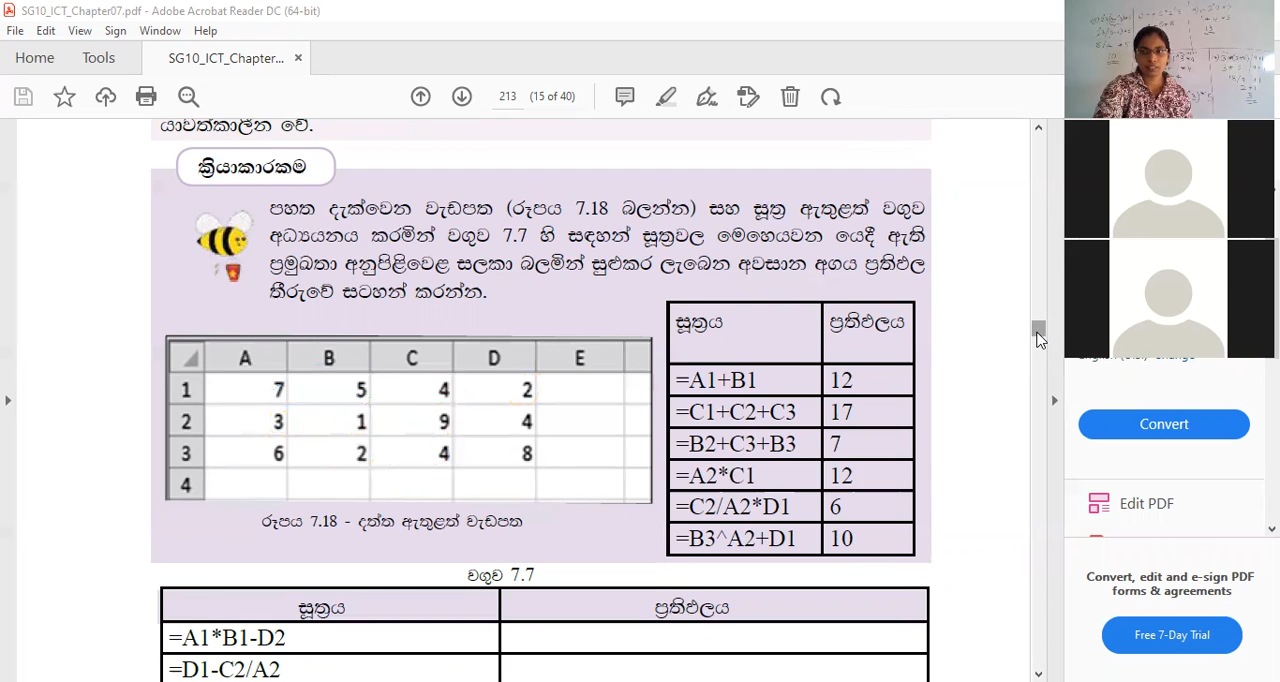 SG10_ICT_Chapter07.pdf - Adobe Acrobat Reader DC (64-bit)
File Edit View Sign Window Help
Home Tools SG10_ICT_Chapter... ×
213 (15 of 40)
යාවත්කාලීන වේ.
ක්‍රියාකාරකම
පහත දැක්වෙන වැඩපත (රූපය 7.18 බලන්න) සහ සූත්‍ර ඇතුළත් වගුව
අධ්‍යයනය කරමින් වගුව 7.7 හි සඳහන් සූත්‍රවල මෙහෙයවන යෙදී ඇති
ප්‍රමුඛතා අනුපිළිවෙළ සලකා බලමින් සුළුකර ලැබෙන අවසාන අගය ප්‍රතිඵල
තීරුවේ සටහන් කරන්න.
A B C D E
1 7 5 4 2
2 3 1 9 4
3 6 2 4 8
4
රූපය 7.18 - දත්ත ඇතුළත් වැඩපත
සූත්‍රය ප්‍රතිඵලය
=A1+B1 12
=C1+C2+C3 17
=B2+C3+B3 7
=A2*C1 12
=C2/A2*D1 6
=B3^A2+D1 10
වගුව 7.7
සූත්‍රය ප්‍රතිඵලය
=A1*B1-D2
=D1-C2/A2
Convert
Edit PDF
Convert, edit and e-sign PDF
forms & agreements
Free 7-Day Trial